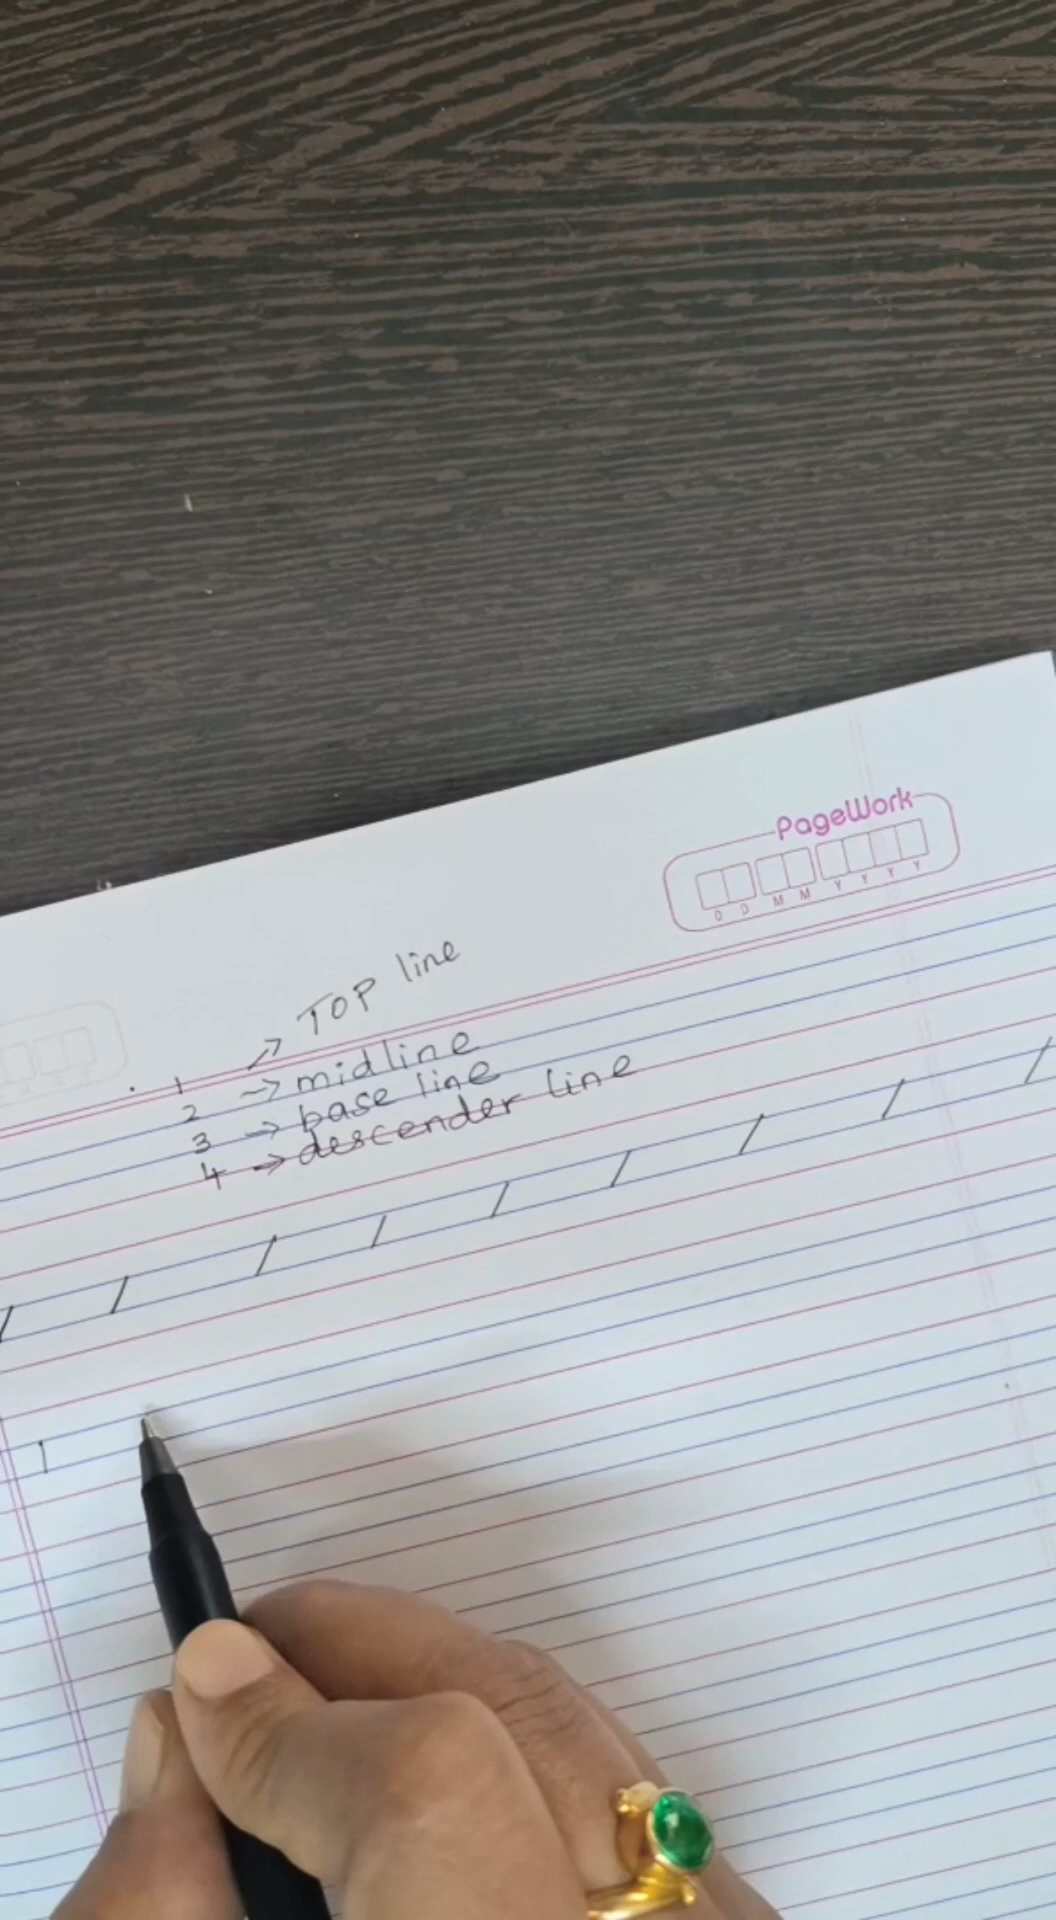 PageWork
D D M M Y Y Y Y
1 → TOP line
2 → midline
3 → base line
4 → descender line